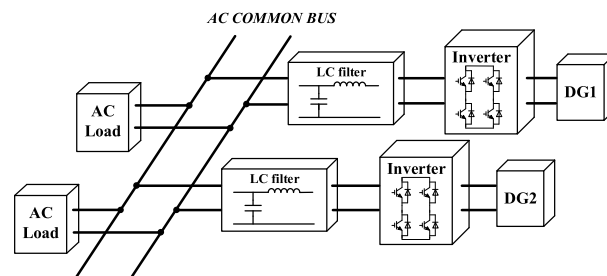 AC COMMON BUS
LC filter
Inverter
DG1
AC
Load
LC filter
Inverter
DG2
AC
Load